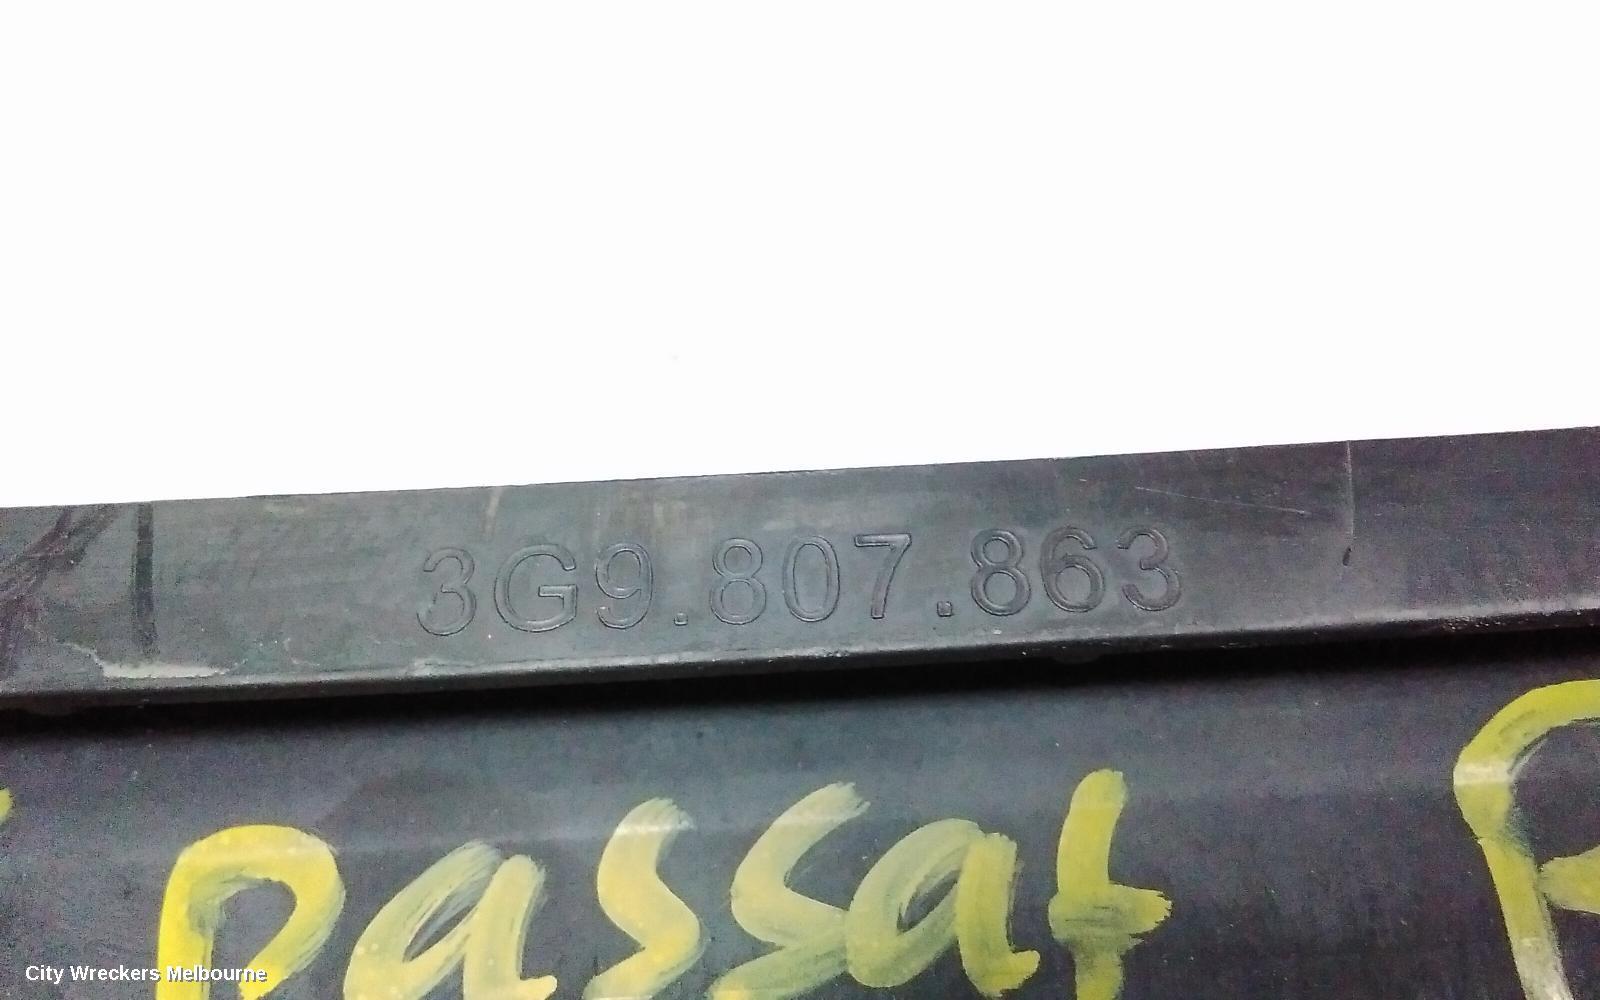 3G9.807.863
Passat
City Wreckers Melbourne